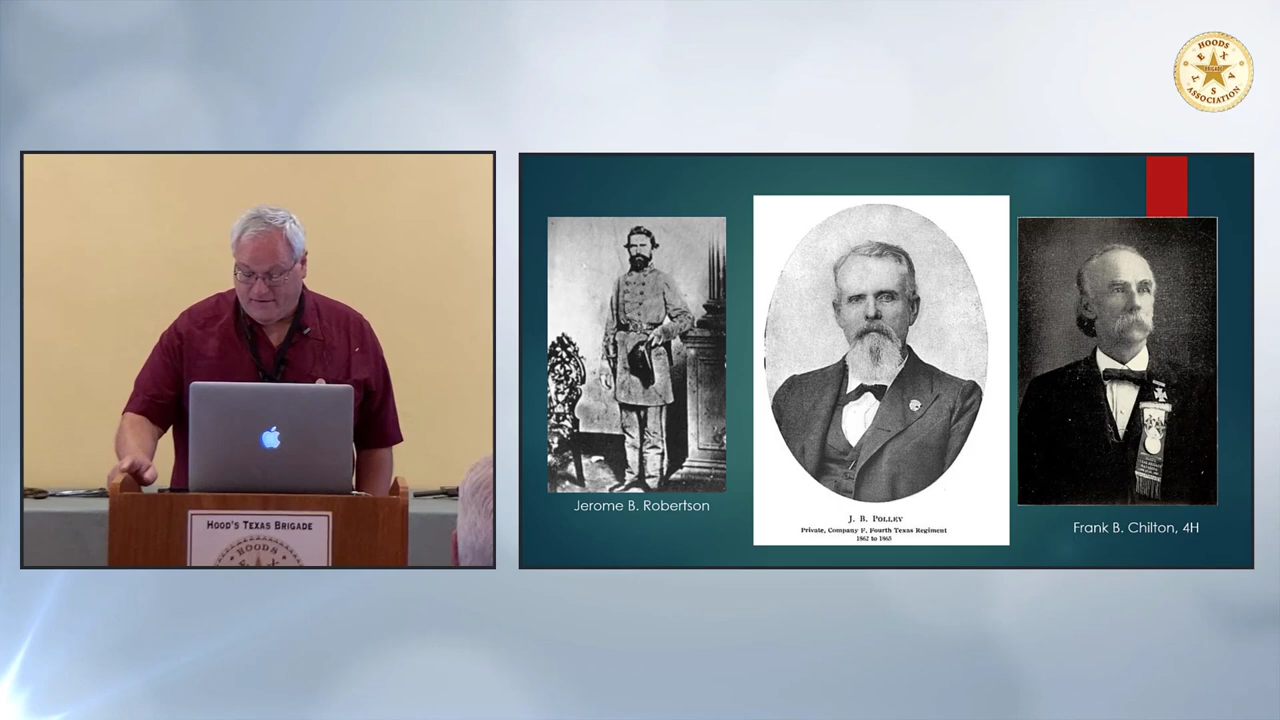 HOODS
TEXAS
BRIGADE
ASSOCIATION
HOOD'S TEXAS BRIGADE
HOODS
TEX
Jerome B. Robertson
J. B. POLLEY
Private, Company F, Fourth Texas Regiment
1862 to 1865
Frank B. Chilton, 4H